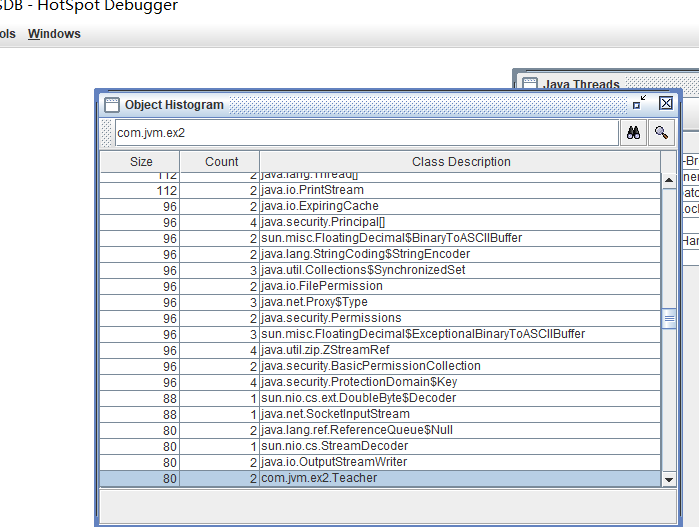 SDB - HotSpot Debugger
ols Windows
Java Threads
Object Histogram
com.jvm.ex2
Size Count Class Description
112 2 java.lang.Thread[]
112 2 java.io.PrintStream
96 2 java.io.ExpiringCache
96 4 java.security.Principal[]
96 2 sun.misc.FloatingDecimal$BinaryToASCIIBuffer
96 2 java.lang.StringCoding$StringEncoder
96 3 java.util.Collections$SynchronizedSet
96 2 java.io.FilePermission
96 3 java.net.Proxy$Type
96 2 java.security.Permissions
96 3 sun.misc.FloatingDecimal$ExceptionalBinaryToASCIIBuffer
96 4 java.util.zip.ZStreamRef
96 2 java.security.BasicPermissionCollection
96 4 java.security.ProtectionDomain$Key
88 1 sun.nio.cs.ext.DoubleByte$Decoder
88 1 java.net.SocketInputStream
80 2 java.lang.ref.ReferenceQueue$Null
80 1 sun.nio.cs.StreamDecoder
80 2 java.io.OutputStreamWriter
80 2 com.jvm.ex2.Teacher